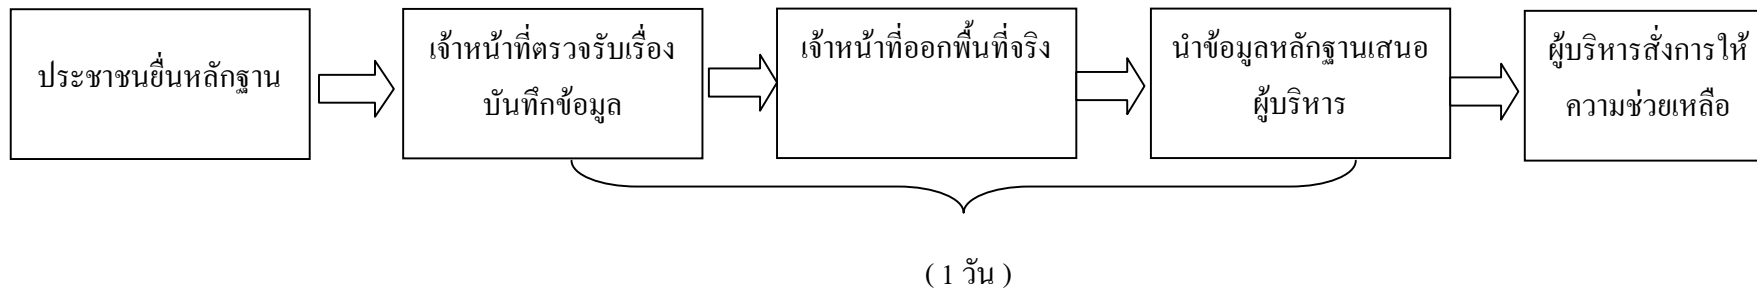 ประชาชนยื่นหลักฐาน
เจ้าหน้าที่ตรวจรับเรื่อง
บันทึกข้อมูล
เจ้าหน้าที่ออกพื้นที่จริง
นำข้อมูลหลักฐานเสนอ
ผู้บริหาร
ผู้บริหารสั่งการให้
ความช่วยเหลือ
( 1 วัน )